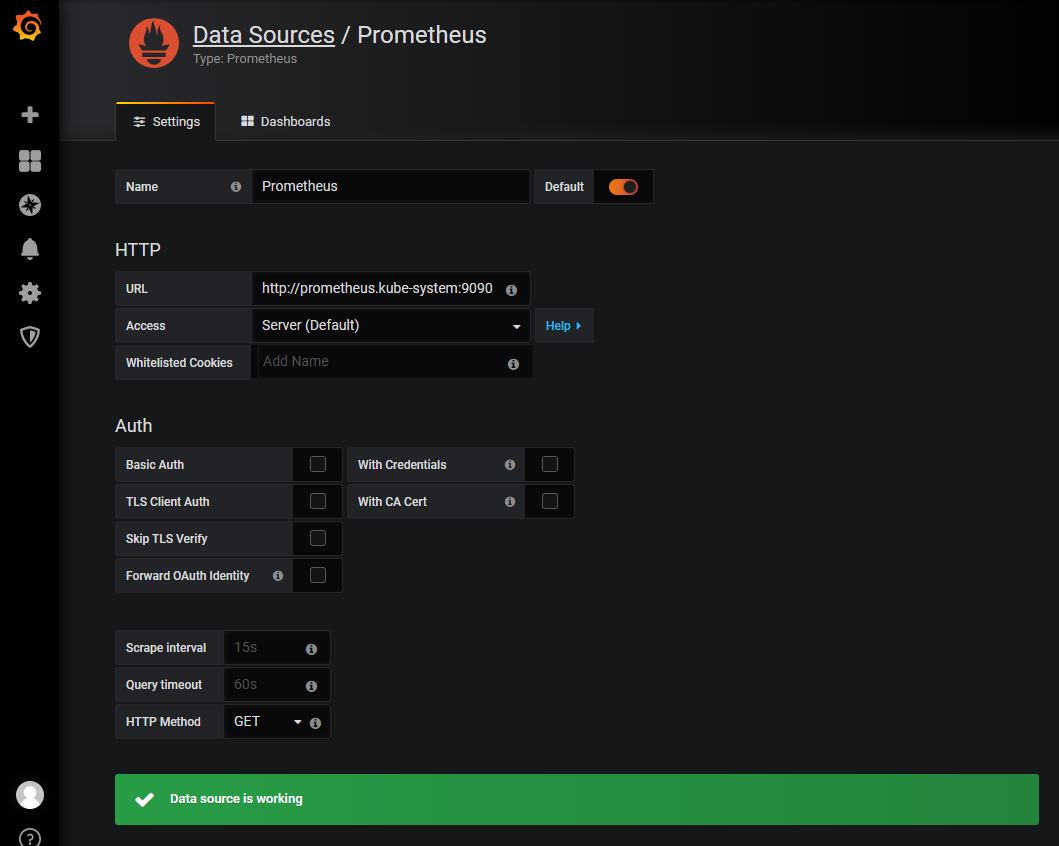 Data Sources / Prometheus
Type: Prometheus
Settings
Dashboards
Name
Prometheus
Default
HTTP
URL
http://prometheus.kube-system:9090
Access
Server (Default)
Help
Whitelisted Cookies
Add Name
Auth
Basic Auth
With Credentials
TLS Client Auth
With CA Cert
Skip TLS Verify
Forward OAuth Identity
Scrape interval
15s
Query timeout
60s
HTTP Method
GET
Data source is working